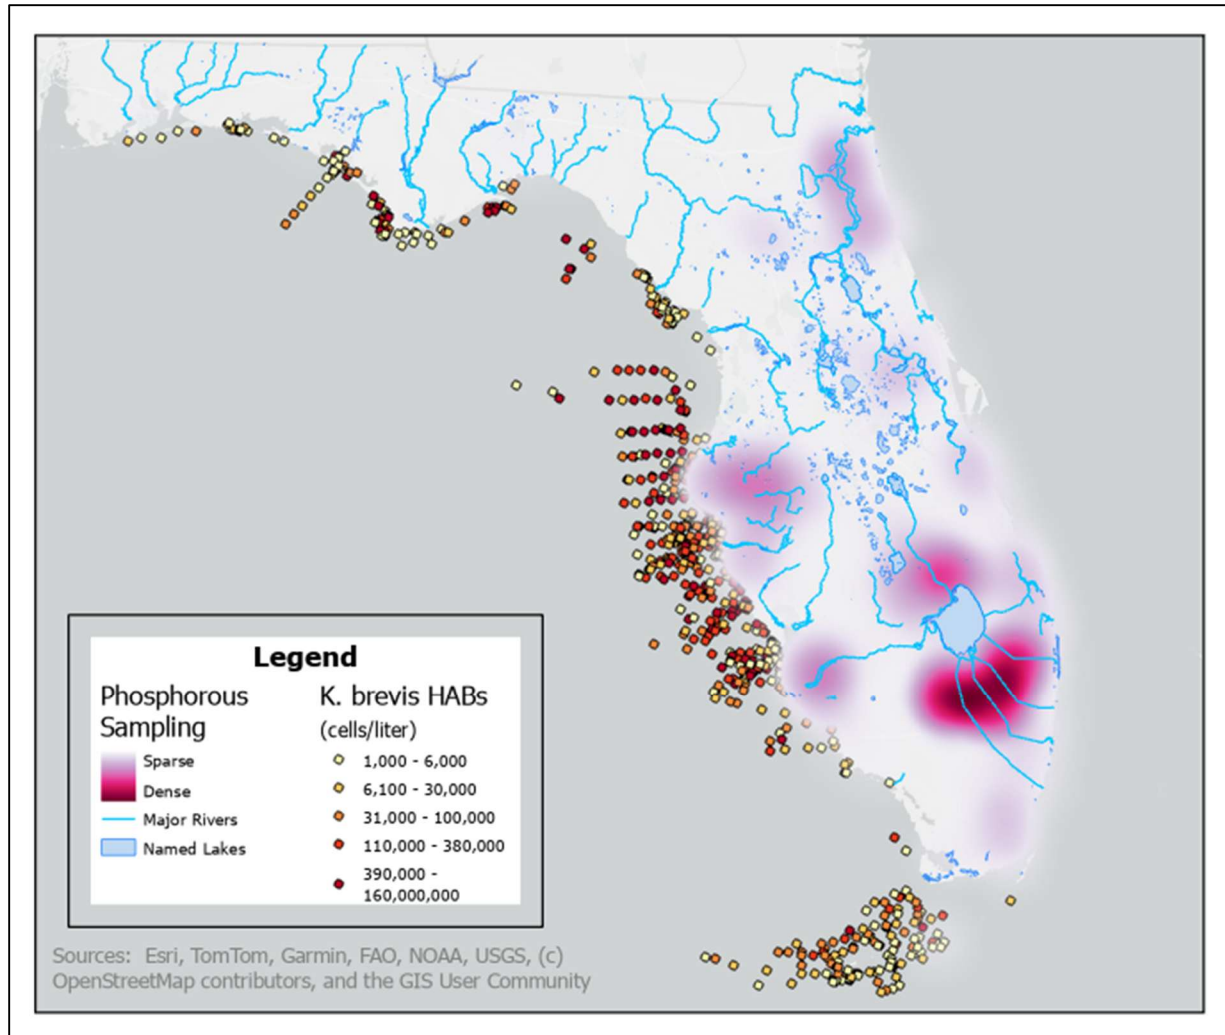 Legend
Phosphorous
Sampling
Sparse
Dense
Major Rivers
Named Lakes
K. brevis HABs
(cells/liter)
1,000 - 6,000
6,100 - 30,000
31,000 - 100,000
110,000 - 380,000
390,000 -
160,000,000
Sources: Esri, TomTom, Garmin, FAO, NOAA, USGS, (c)
OpenStreetMap contributors, and the GIS User Community